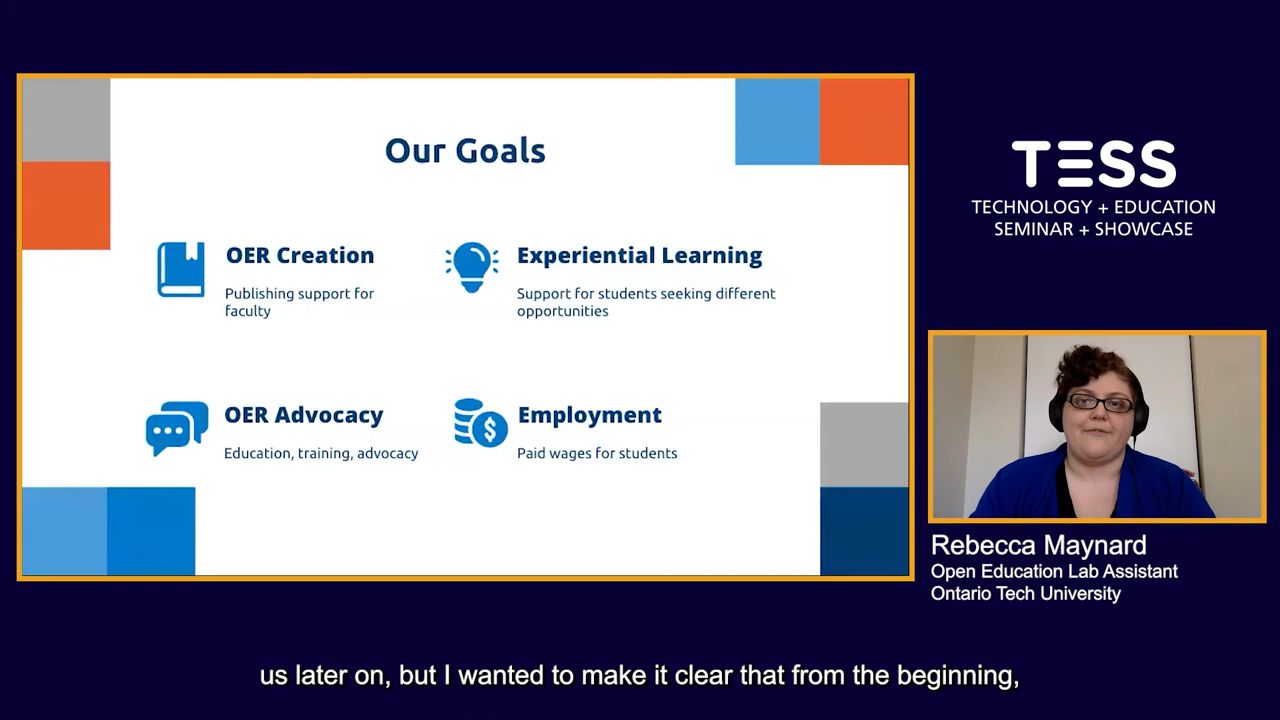 Our Goals
OER Creation
Publishing support for
faculty
Experiential Learning
Support for students seeking different
opportunities
OER Advocacy
Education, training, advocacy
Employment
Paid wages for students
TESS
TECHNOLOGY + EDUCATION
SEMINAR + SHOWCASE
Rebecca Maynard
Open Education Lab Assistant
Ontario Tech University
us later on, but I wanted to make it clear that from the beginning,